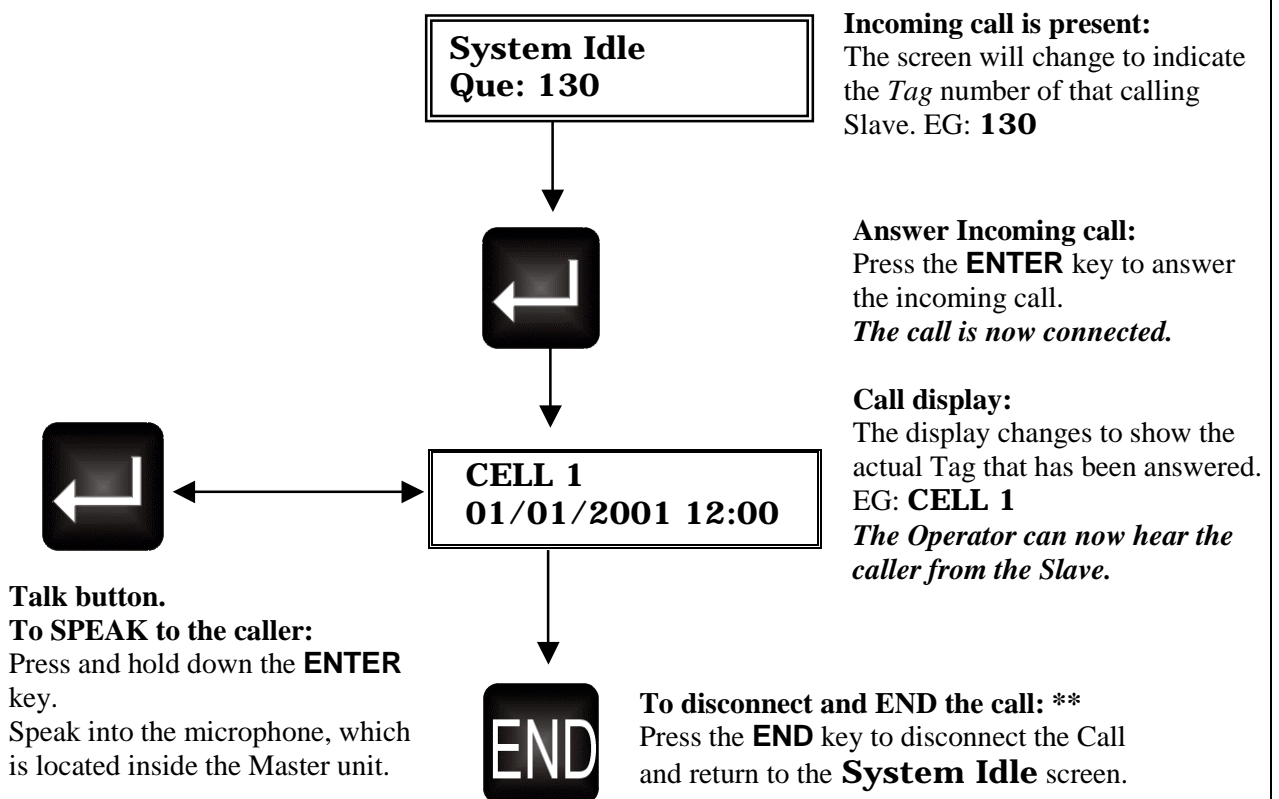 System Idle
Que: 130
Incoming call is present:
The screen will change to indicate
the Tag number of that calling
Slave. EG: 130
Answer Incoming call:
Press the ENTER key to answer
the incoming call.
The call is now connected.
Call display:
The display changes to show the
actual Tag that has been answered.
EG: CELL 1
The Operator can now hear the
caller from the Slave.
CELL 1
01/01/2001 12:00
Talk button.
To SPEAK to the caller:
Press and hold down the ENTER
key.
Speak into the microphone, which
is located inside the Master unit.
END
To disconnect and END the call: **
Press the END key to disconnect the Call
and return to the System Idle screen.